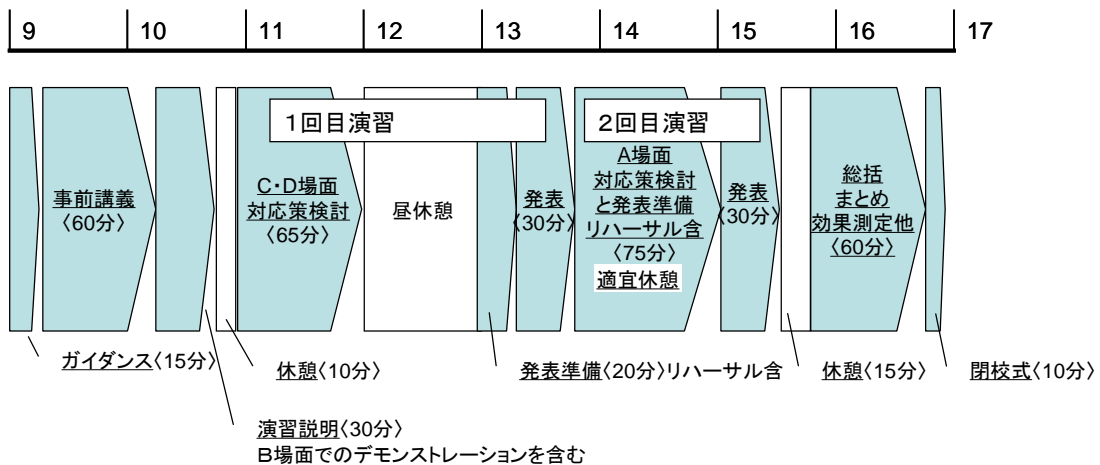 9 10 11 12 13 14 15 16 17
1回目演習
2回目演習
事前講義
〈60分〉
C・D場面
対応策検討
〈65分〉
昼休憩
発表
〈30分〉
A場面
対応策検討
と発表準備
リハーサル含
〈75分〉
適宜休憩
発表
〈30分〉
総括
まとめ
効果測定他
〈60分〉
ガイダンス〈15分〉
休憩〈10分〉
発表準備〈20分〉リハーサル含
休憩〈15分〉
閉校式〈10分〉
演習説明〈30分〉
B場面でのデモンストレーションを含む